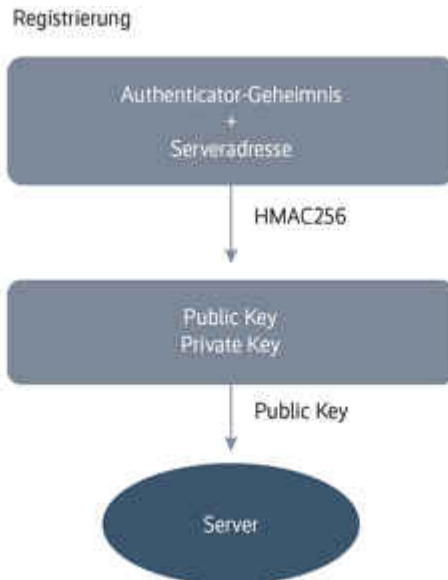 Registrierung
Authenticator-Geheimnis
+
Serveradresse
HMAC256
Public Key
Private Key
Public Key
Server